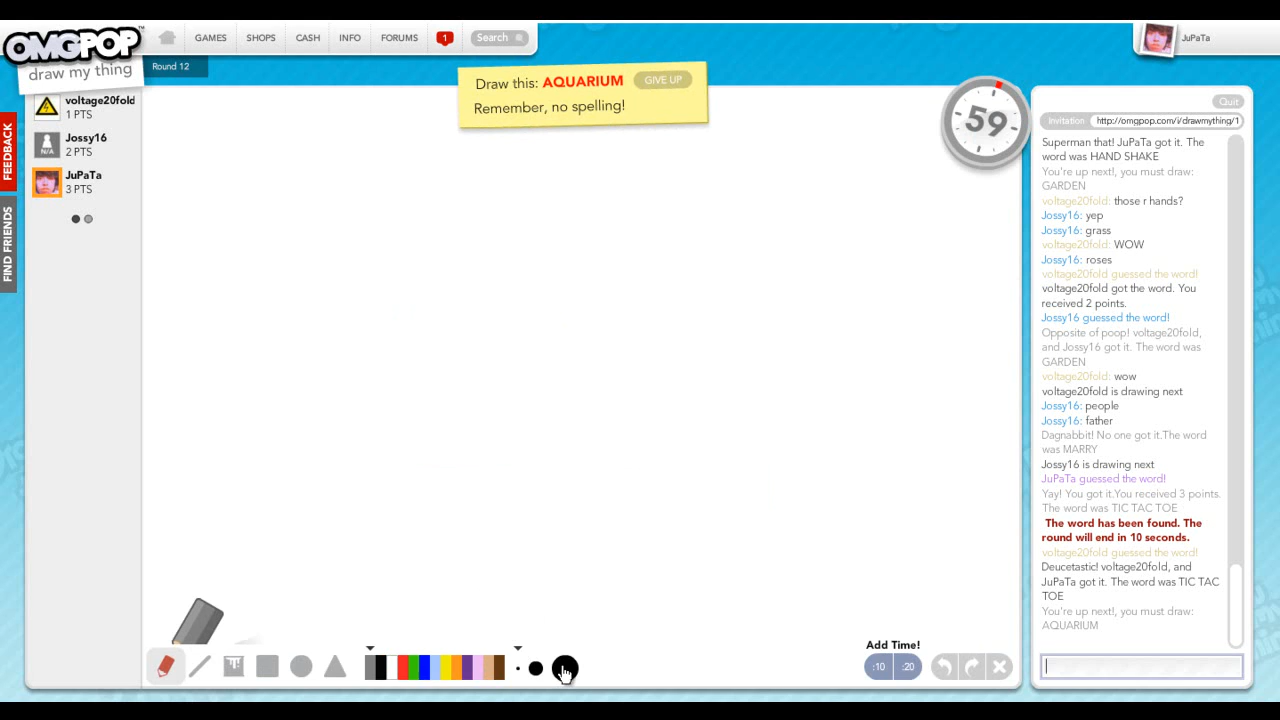 OMGPOP
draw my thing
GAMES
SHOPS
CASH
INFO
FORUMS
1
Search
JuPaTa
Round 12
Draw this: AQUARIUM
GIVE UP
Remember, no spelling!
59
FEEDBACK
FIND FRIENDS
voltage20fold
1 PTS
N/A
Jossy16
2 PTS
JuPaTa
3 PTS
Quit
Invitation
http://omgpop.com/i/drawmything/1
Superman that! JuPaTa got it. The
word was HAND SHAKE
You're up next!, you must draw:
GARDEN
voltage20fold: those r hands?
Jossy16: yep
Jossy16: grass
voltage20fold: WOW
Jossy16: roses
voltage20fold guessed the word!
voltage20fold got the word. You
received 2 points.
Jossy16 guessed the word!
Opposite of poop! voltage20fold,
and Jossy16 got it. The word was
GARDEN
voltage20fold: wow
voltage20fold is drawing next
Jossy16: people
Jossy16: father
Dagnabbit! No one got it.The word
was MARRY
Jossy16 is drawing next
JuPaTa guessed the word!
Yay! You got it.You received 3 points.
The word was TIC TAC TOE
The word has been found. The
round will end in 10 seconds.
voltage20fold guessed the word!
Deucetastic! voltage20fold, and
JuPaTa got it. The word was TIC TAC
TOE
You're up next!, you must draw:
AQUARIUM
Add Time!
:10
:20